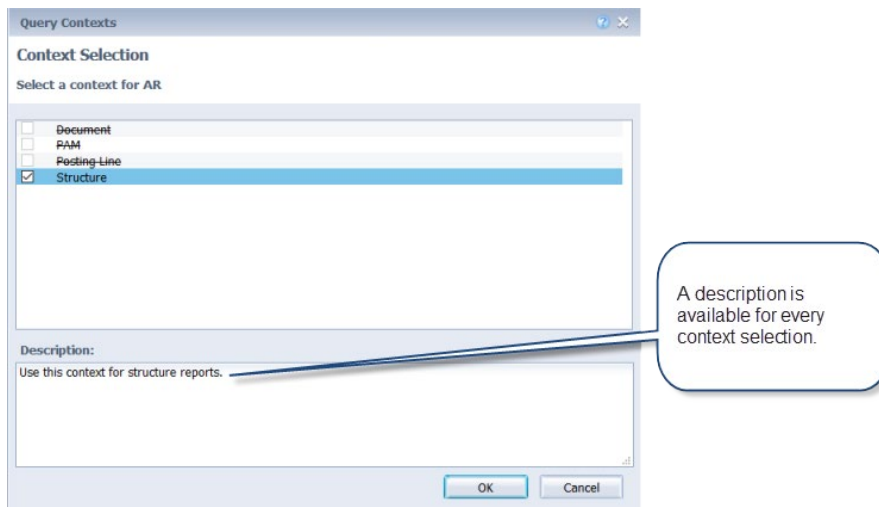 Query Contexts
Context Selection
Select a context for AR
Document
PAM
Posting Line
Structure
A description is
available for every
context selection.
Description:
Use this context for structure reports.
OK Cancel